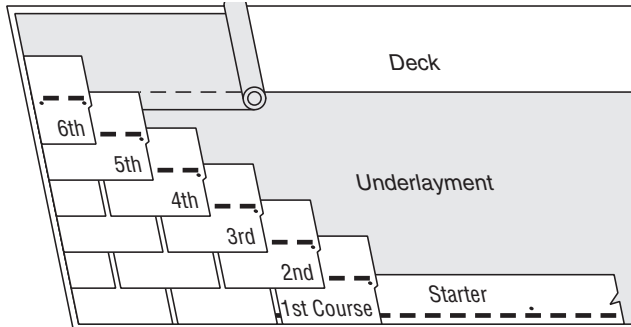 Deck
6th
5th
Underlayment
4th
3rd
2nd
1st Course
Starter